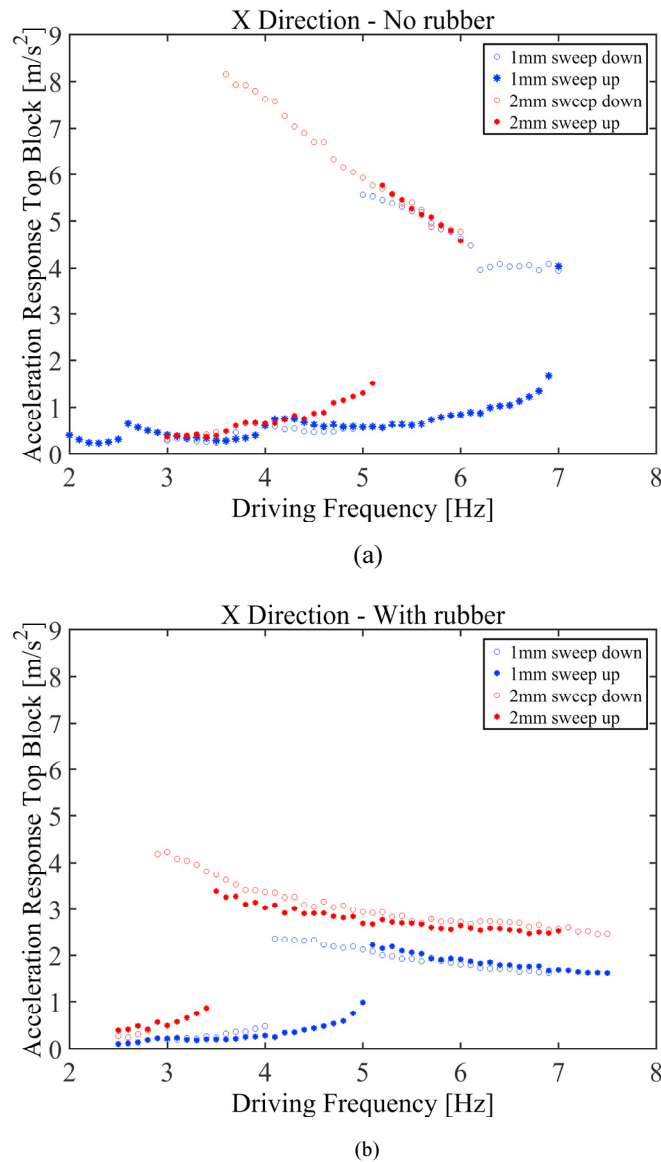 X Direction - No rubber
Acceleration Response Top Block [m/s²]
9
8
7
6
5
4
3
2
1
0
1mm sweep down
1mm sweep up
2mm swccp down
2mm sweep up
2 3 4 5 6 7 8
Driving Frequency [Hz]
(a)
X Direction - With rubber
Acceleration Response Top Block [m/s²]
9
8
7
6
5
4
3
2
1
0
1mm sweep down
1mm sweep up
2mm swccp down
2mm sweep up
2 3 4 5 6 7 8
Driving Frequency [Hz]
(b)